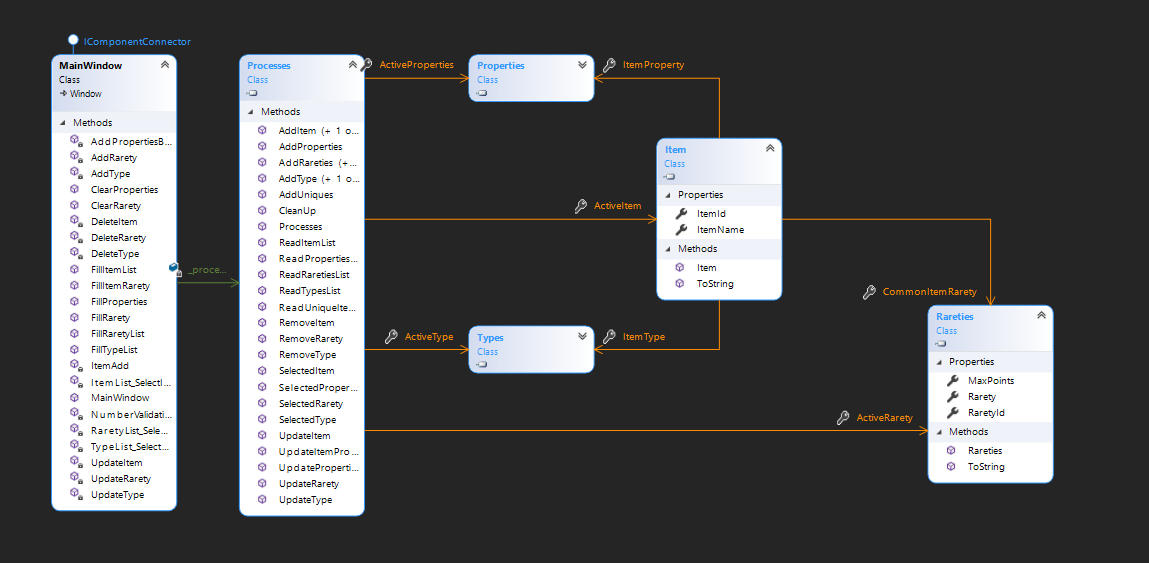 IComponentConnector
MainWindow
Class
Window
Methods
AddPropertiesB...
AddRarety
AddType
ClearProperties
ClearRarety
DeleteItem
DeleteRarety
DeleteType
FillItemList
FillItemRarety
FillProperties
FillRarety
FillRaretyList
FillTypeList
ItemAdd
ItemList_SelectI...
MainWindow
NumberValidati...
RaretyList_Sele...
TypeList_Select...
UpdateItem
UpdateRarety
UpdateType
_proce...
Processes
Class
Methods
AddItem (+ 1 o...
AddProperties
AddRareties (+...
AddType (+ 1 o...
AddUniques
CleanUp
Processes
ReadItemList
ReadProperties...
ReadRaretiesList
ReadTypesList
ReadUniqueIte...
RemoveItem
RemoveRarety
RemoveType
SelectedItem
SelectedProper...
SelectedRarety
SelectedType
UpdateItem
UpdateItemPro...
UpdateProperti...
UpdateRarety
UpdateType
ActiveProperties
Properties
Class
ItemProperty
ActiveItem
Item
Class
Properties
ItemId
ItemName
Methods
Item
ToString
ActiveType
Types
Class
ItemType
CommonItemRarety
ActiveRarety
Rareties
Class
Properties
MaxPoints
Rarety
RaretyId
Methods
Rareties
ToString